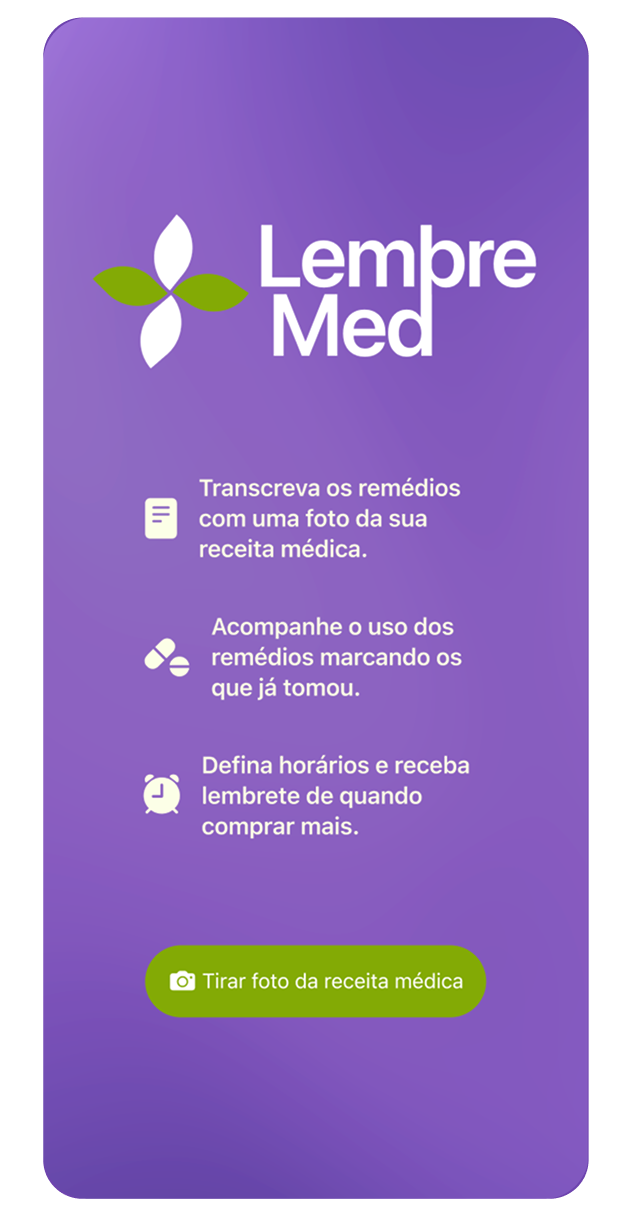 Lembre
Med
Transcreva os remédios
com uma foto da sua
receita médica.
Acompanhe o uso dos
remédios marcando os
que já tomou.
Defina horários e receba
lembrete de quando
comprar mais.
Tirar foto da receita médica